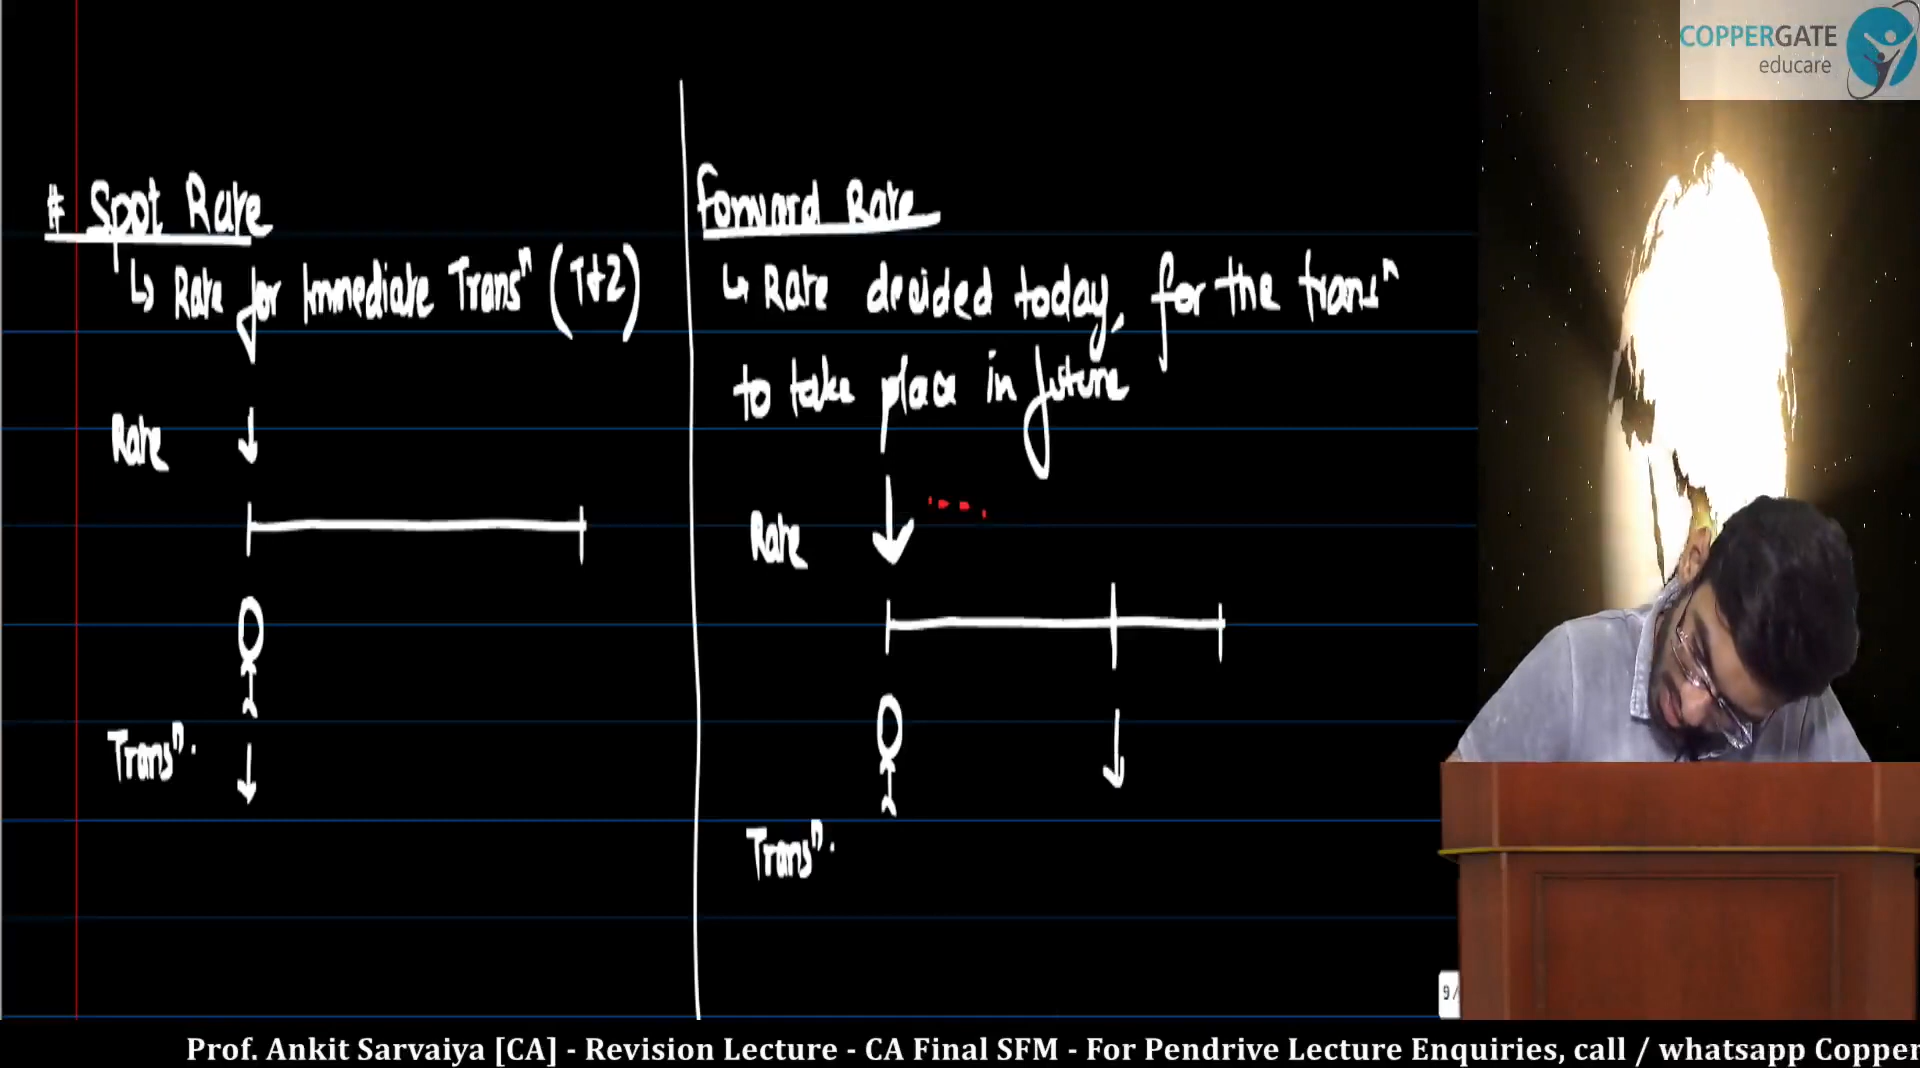 COPPERGATE
educare
# Spot Rate
↳ Rate for Immediate Transⁿ (T+2)
Rate
Transⁿ.
Forward Rate
↳ Rate decided today, for the transⁿ
to take place in future
Rate
Transⁿ.
9/
Prof. Ankit Sarvaiya [CA] - Revision Lecture - CA Final SFM - For Pendrive Lecture Enquiries, call / whatsapp Copper